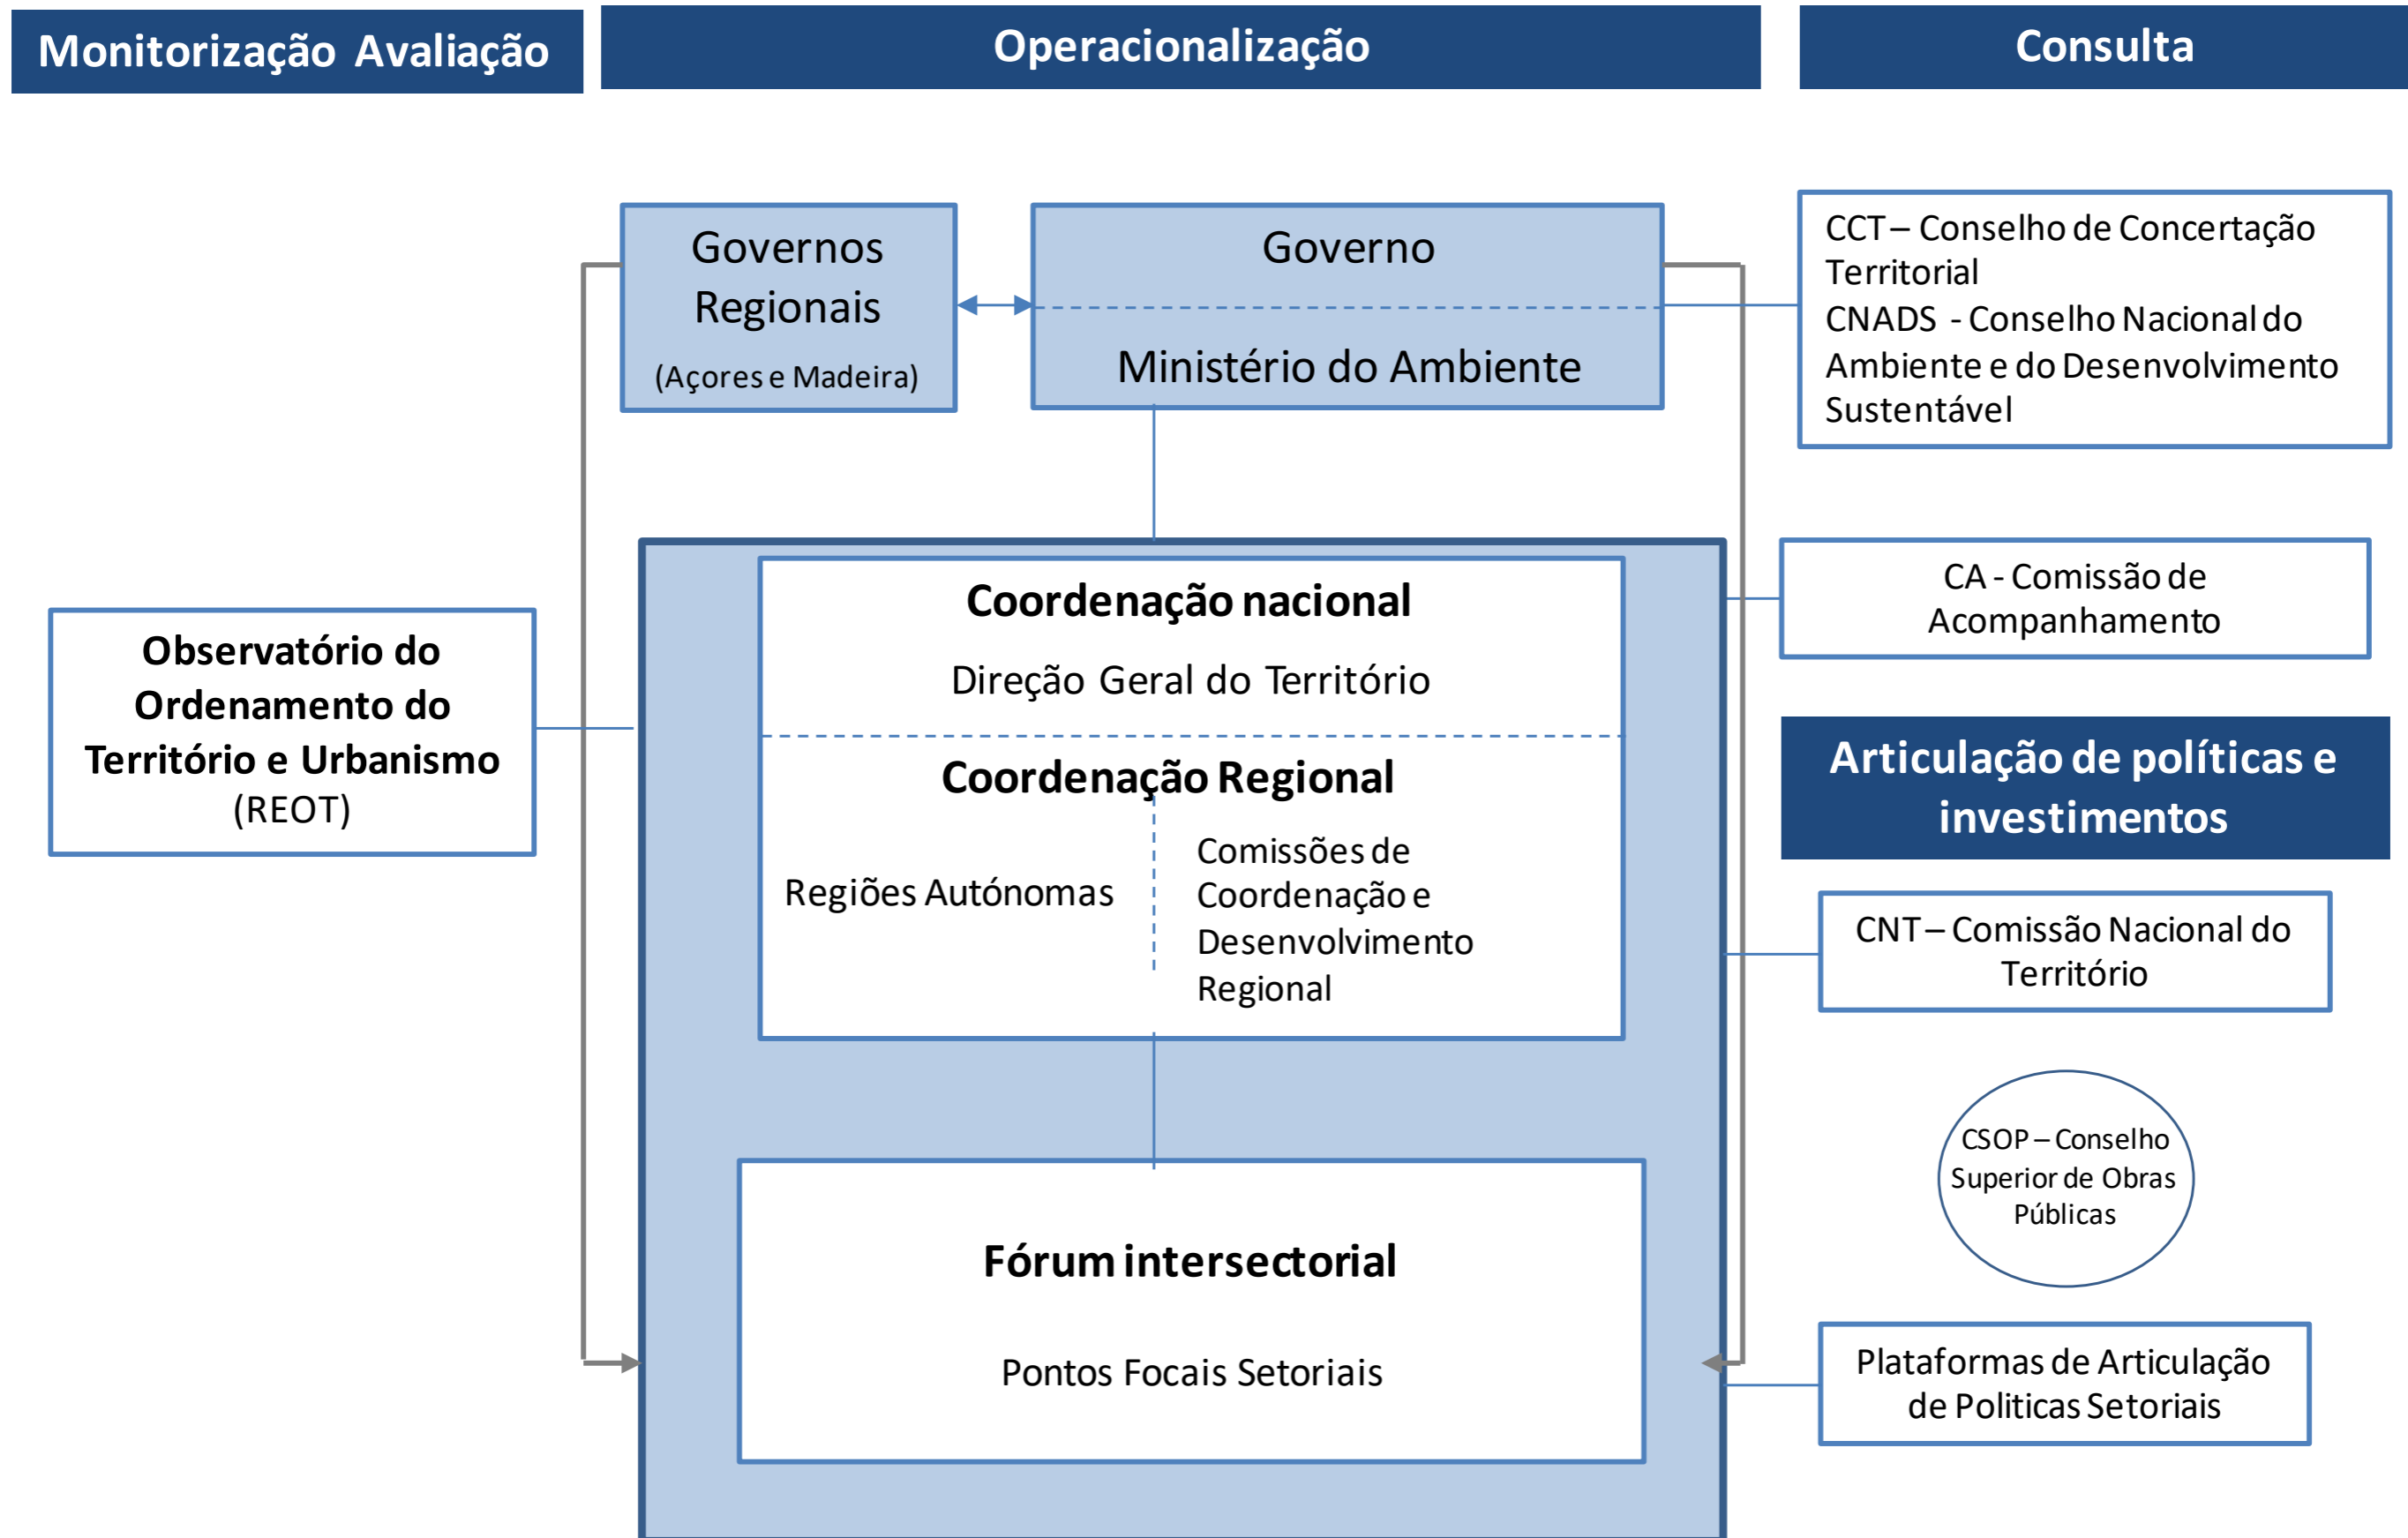 Monitorização Avaliação
Operacionalização
Consulta
Governos
Regionais
(Açores e Madeira)
Governo
Ministério do Ambiente
CCT – Conselho de Concertação
Territorial
CNADS - Conselho Nacional do
Ambiente e do Desenvolvimento
Sustentável
Observatório do
Ordenamento do
Território e Urbanismo
(REOT)
Coordenação nacional
Direção Geral do Território
Coordenação Regional
Regiões Autónomas
Comissões de
Coordenação e
Desenvolvimento
Regional
Fórum intersectorial
Pontos Focais Setoriais
CA - Comissão de
Acompanhamento
Articulação de políticas e
investimentos
CNT – Comissão Nacional do
Território
CSOP – Conselho
Superior de Obras
Públicas
Plataformas de Articulação
de Politicas Setoriais